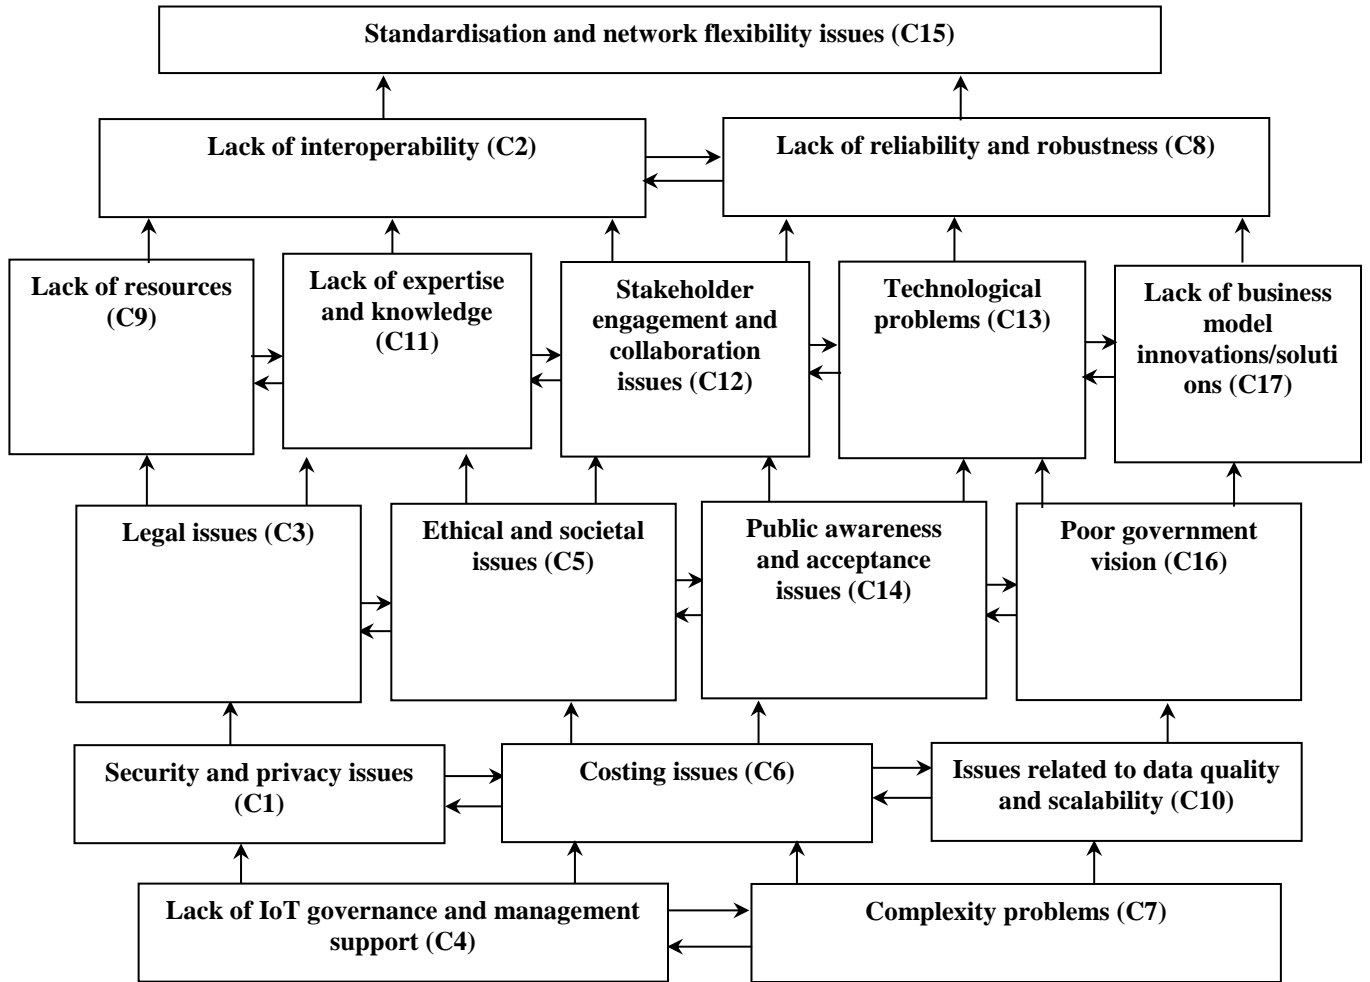 Standardisation and network flexibility issues (C15)
Lack of interoperability (C2)
Lack of reliability and robustness (C8)
Lack of resources
(C9)
Lack of expertise
and knowledge
(C11)
Stakeholder
engagement and
collaboration
issues (C12)
Technological
problems (C13)
Lack of business
model
innovations/soluti
ons (C17)
Legal issues (C3)
Ethical and societal
issues (C5)
Public awareness
and acceptance
issues (C14)
Poor government
vision (C16)
Security and privacy issues
(C1)
Costing issues (C6)
Issues related to data quality
and scalability (C10)
Lack of IoT governance and management
support (C4)
Complexity problems (C7)